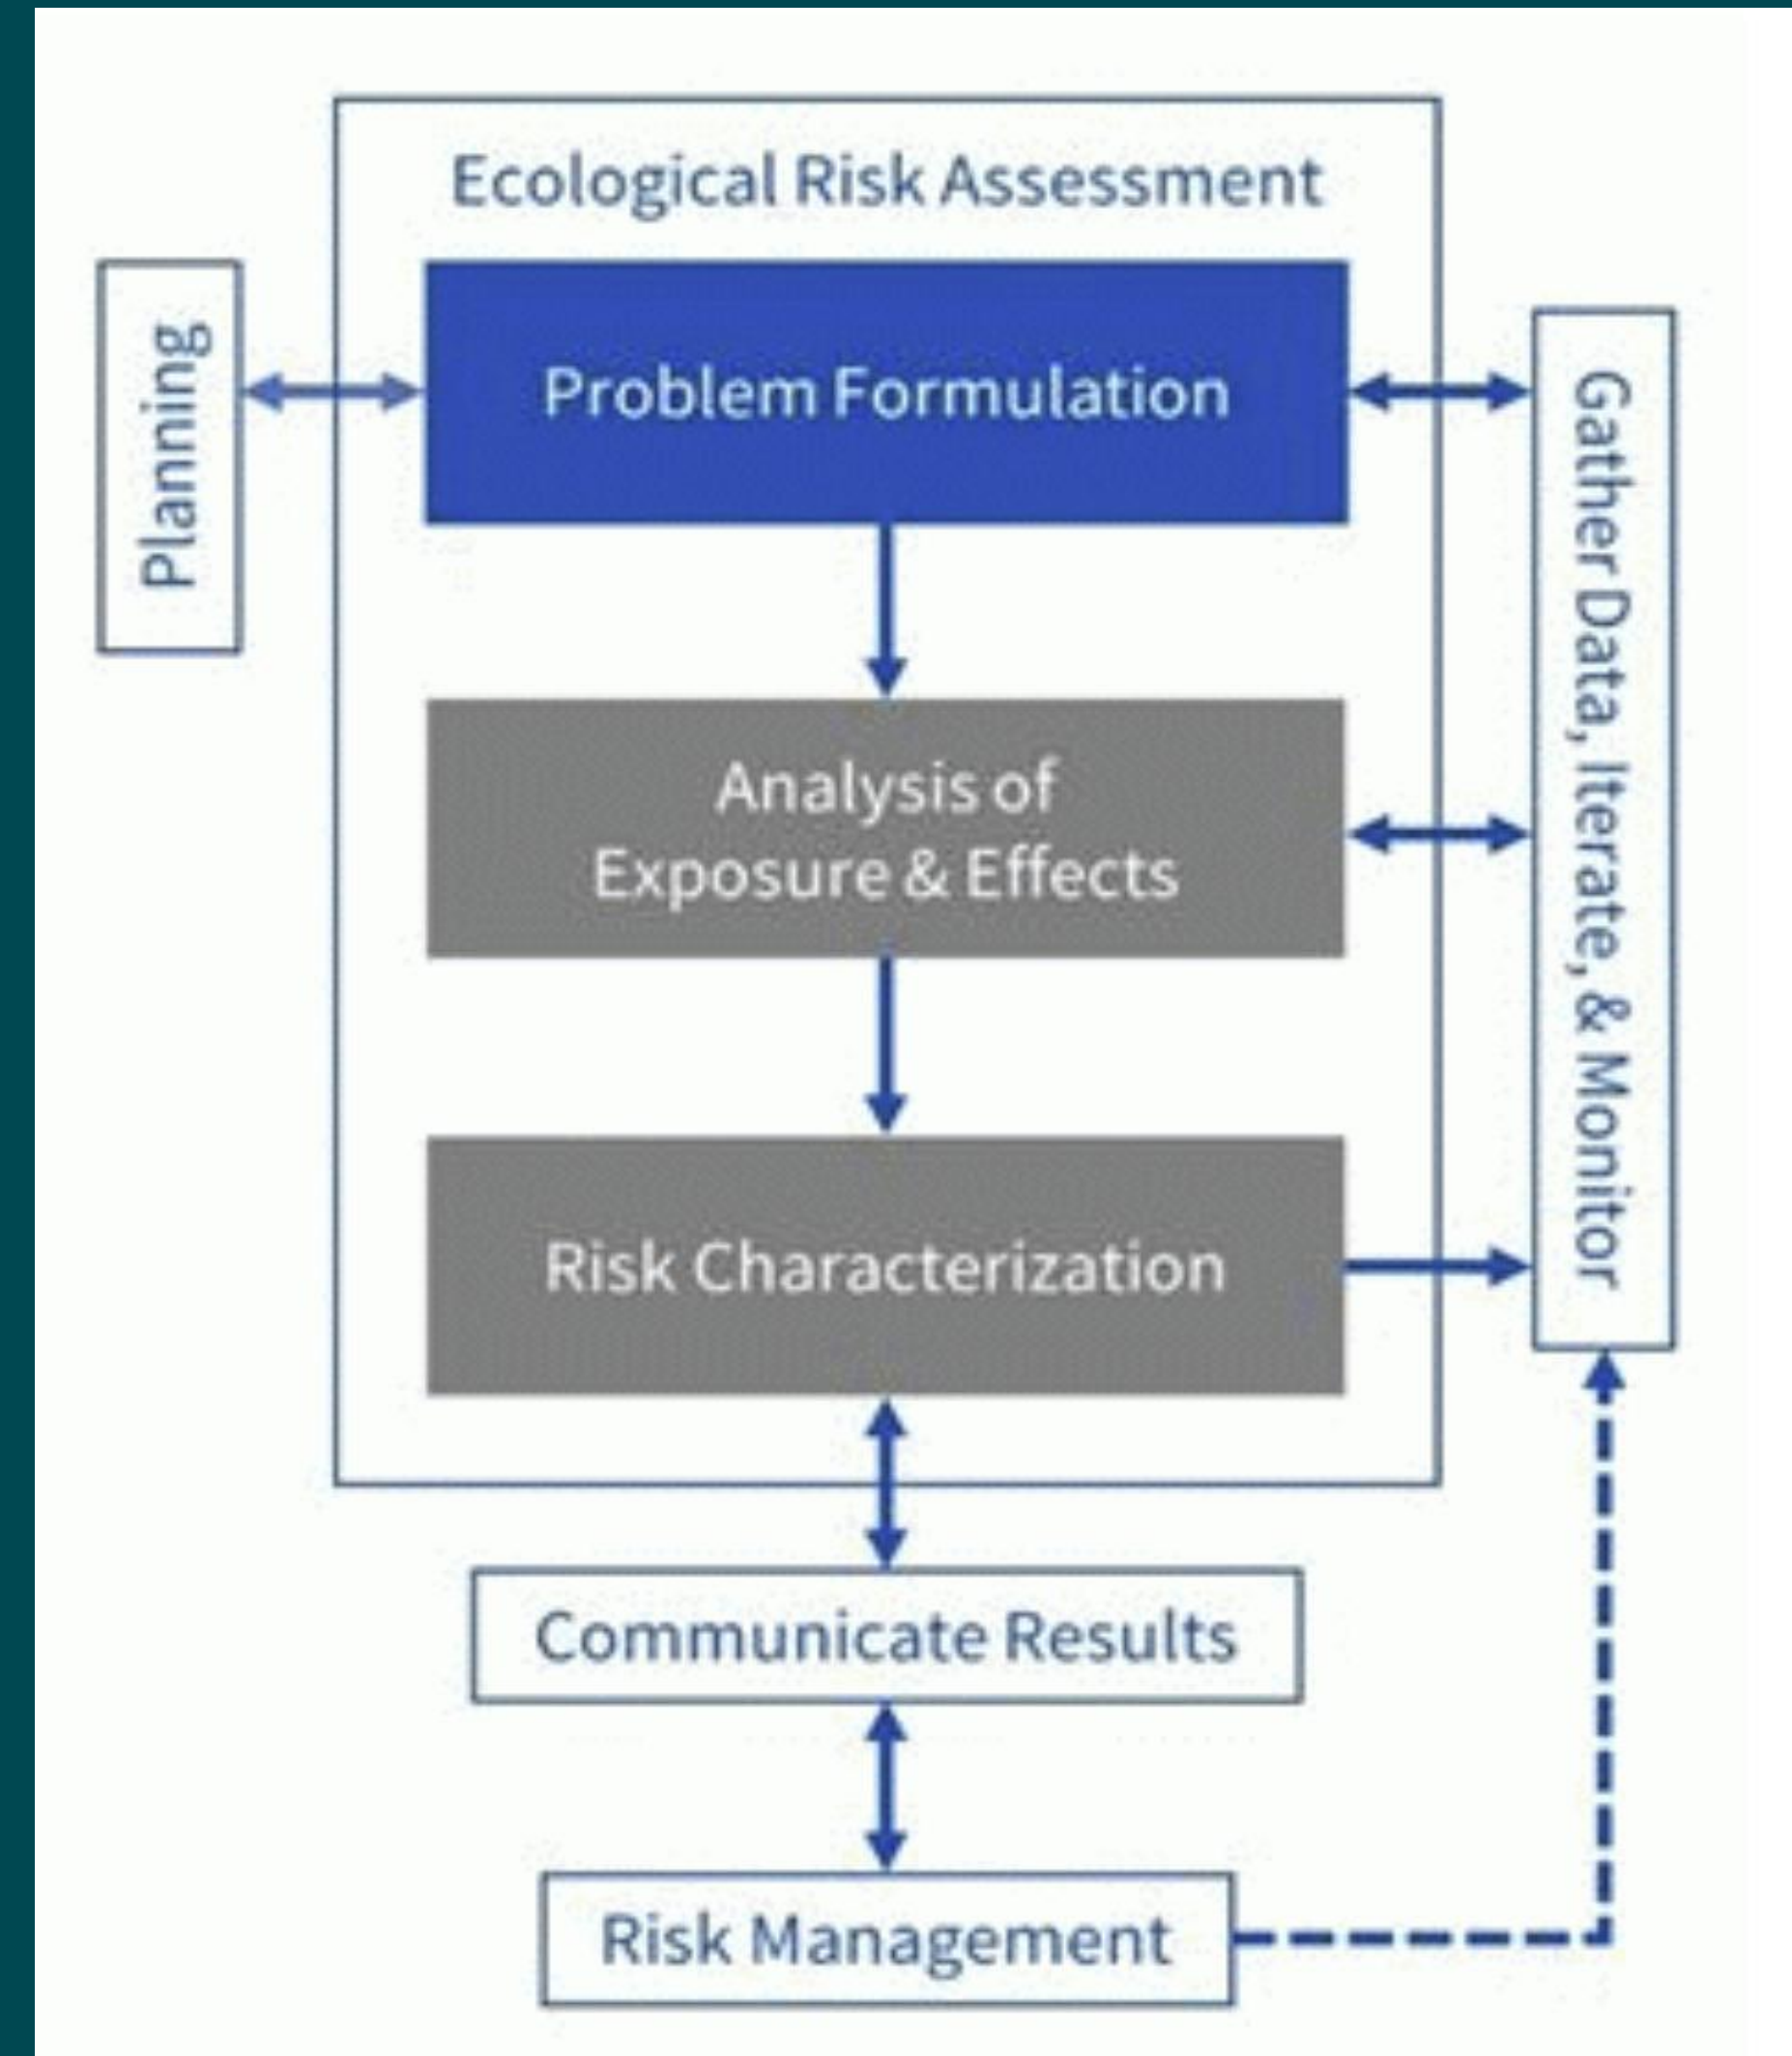 Ecological Risk Assessment
Planning
Problem Formulation
Gather Data, Iterate, & Monitor
Analysis of
Exposure & Effects
Risk Characterization
Communicate Results
Risk Management